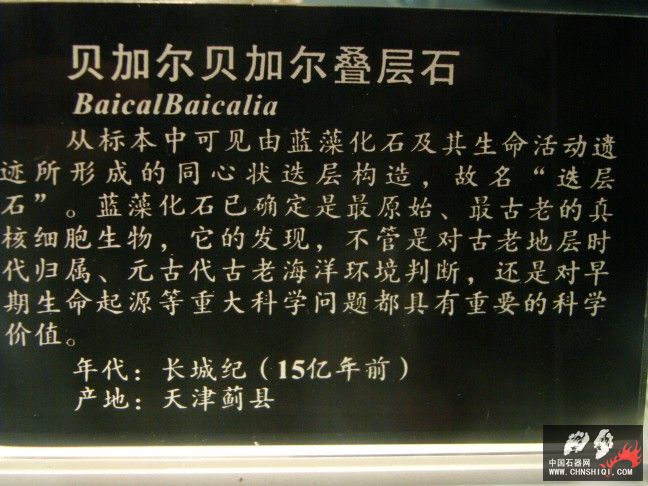 贝加尔贝加尔叠层石
BaicalBaicalia
从标本中可见由蓝藻化石及其生命活动遗
迹所形成的同心状迭层构造，故名“迭层
石”。蓝藻化石已确定是最原始、最古老的真
核细胞生物，它的发现，不管是对古老地层时
代归属、元古代古老海洋环境判断，还是对早
期生命起源等重大科学问题都具有重要的科学
价值。
年代：长城纪（15亿年前）
产地：天津蓟县
中国石器网
WWW.CHNSHIQI.COM